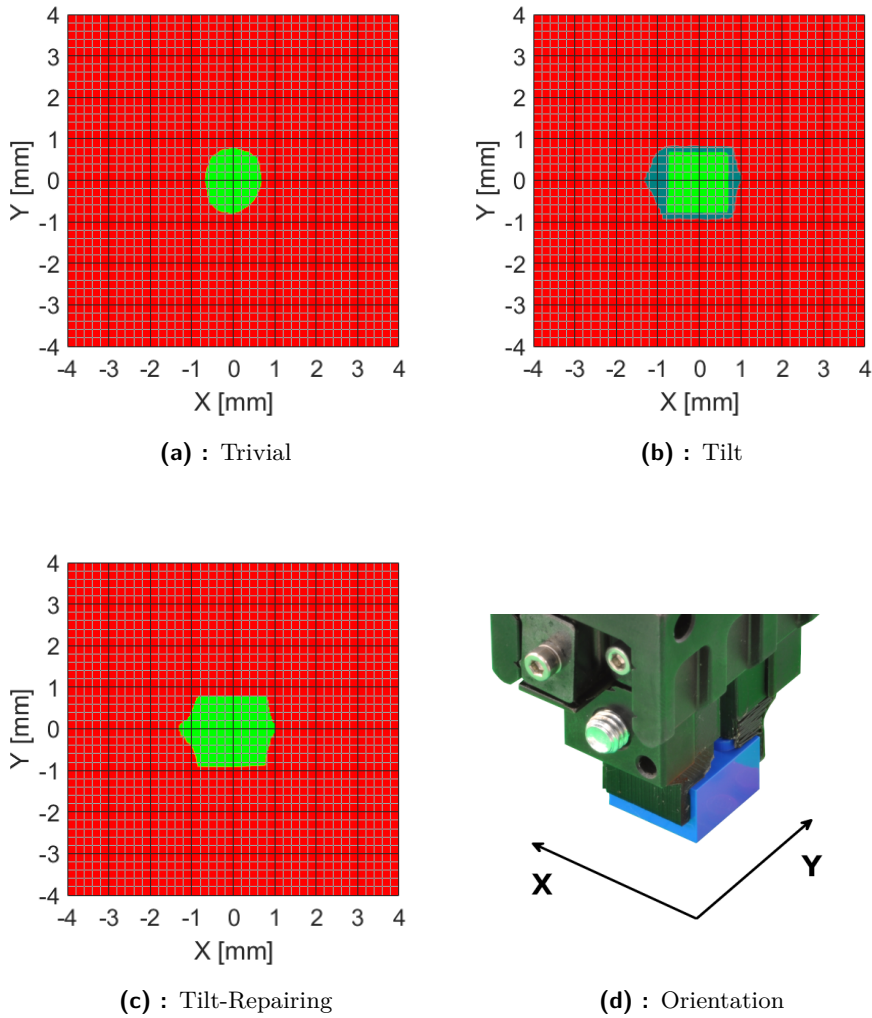 4
3
2
1
0
-1
-2
-3
-4
Y [mm]
-4 -3 -2 -1 0 1 2 3 4
X [mm]
(a) : Trivial
4
3
2
1
0
-1
-2
-3
-4
Y [mm]
-4 -3 -2 -1 0 1 2 3 4
X [mm]
(b) : Tilt
4
3
2
1
0
-1
-2
-3
-4
Y [mm]
-4 -3 -2 -1 0 1 2 3 4
X [mm]
(c) : Tilt-Repairing
X
Y
(d) : Orientation